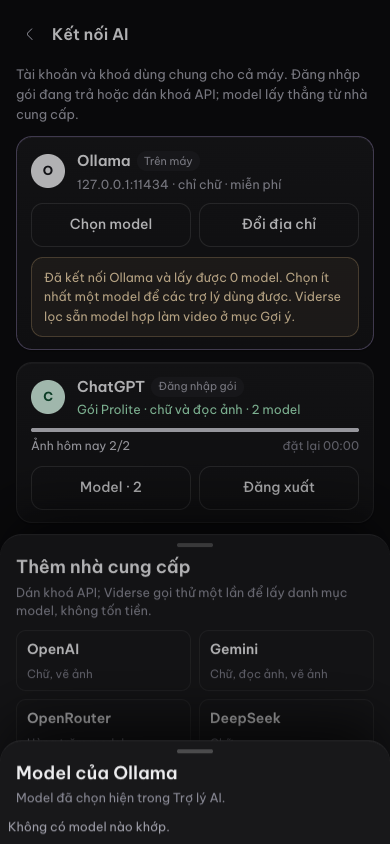 Kết nối AI
Tài khoản và khoá dùng chung cho cả máy. Đăng nhập
gói đang trả hoặc dán khoá API; model lấy thẳng từ nhà
cung cấp.
O
Ollama
Trên máy
127.0.0.1:11434 · chỉ chữ · miễn phí
Chọn model
Đổi địa chỉ
Đã kết nối Ollama và lấy được 0 model. Chọn ít
nhất một model để các trợ lý dùng được. Viderse
lọc sẵn model hợp làm video ở mục Gợi ý.
C
ChatGPT
Đăng nhập gói
Gói Prolite · chữ và đọc ảnh · 2 model
Ảnh hôm nay 2/2
đặt lại 00:00
Model · 2
Đăng xuất
Thêm nhà cung cấp
Dán khoá API; Viderse gọi thử một lần để lấy danh mục
model, không tốn tiền.
OpenAI
Chữ, vẽ ảnh
Gemini
Chữ, đọc ảnh, vẽ ảnh
OpenRouter
DeepSeek
Model của Ollama
Model đã chọn hiện trong Trợ lý AI.
Không có model nào khớp.